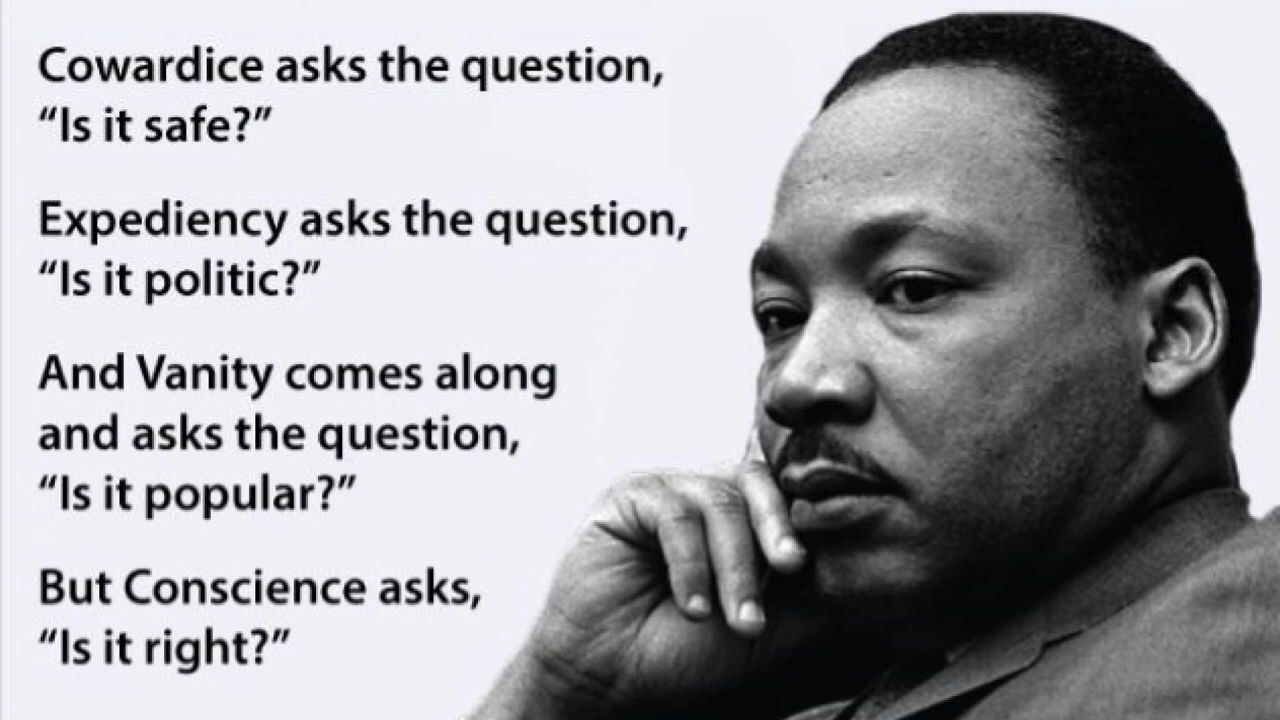 Cowardice asks the question,
“Is it safe?”
Expediency asks the question,
“Is it politic?”
And Vanity comes along
and asks the question,
“Is it popular?”
But Conscience asks,
“Is it right?”